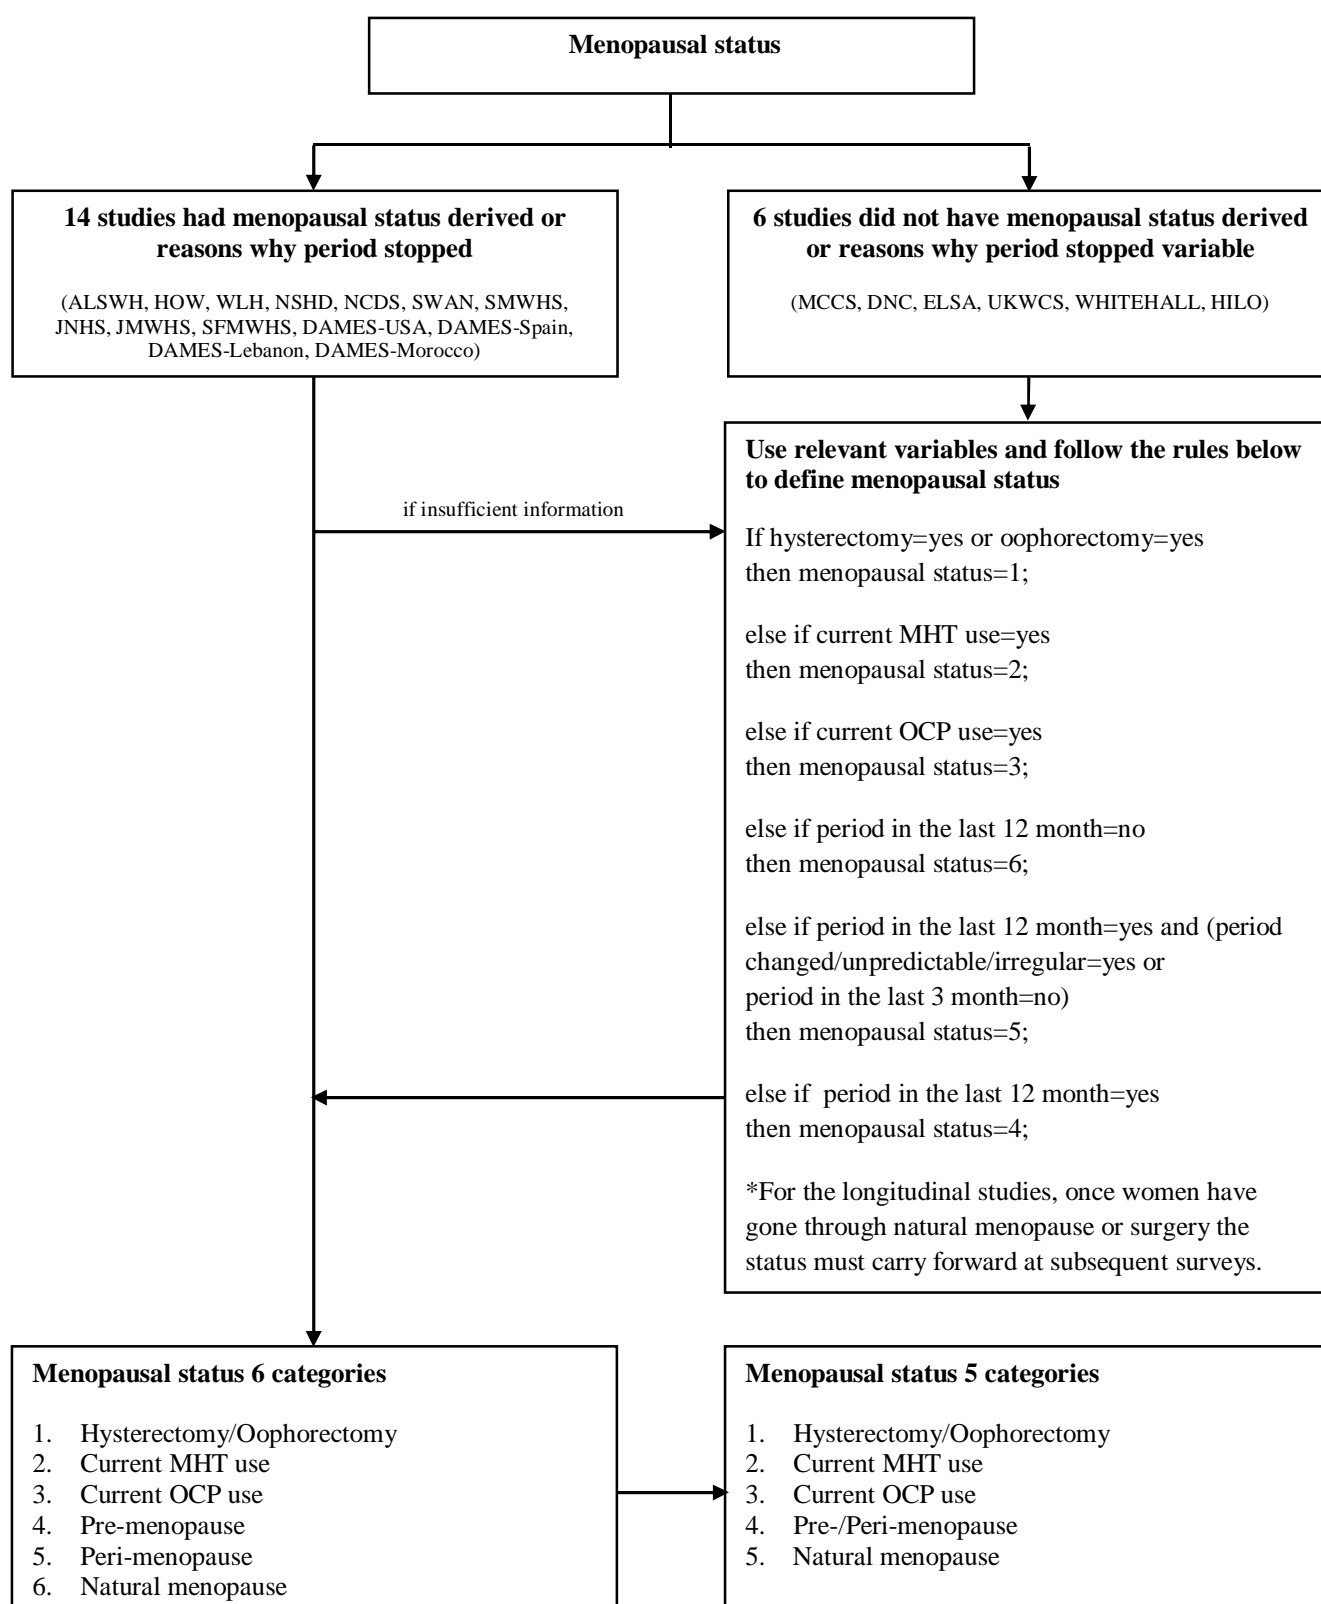 Menopausal status
14 studies had menopausal status derived or
reasons why period stopped
(ALSWH, HOW, WLH, NSHD, NCDS, SWAN, SMWHS,
JNHS, JMWHS, SFMWHS, DAMES-USA, DAMES-Spain,
DAMES-Lebanon, DAMES-Morocco)
6 studies did not have menopausal status derived
or reasons why period stopped variable
(MCCS, DNC, ELSA, UKWCS, WHITEHALL, HILO)
if insufficient information
Use relevant variables and follow the rules below
to define menopausal status
If hysterectomy=yes or oophorectomy=yes
then menopausal status=1;
else if current MHT use=yes
then menopausal status=2;
else if current OCP use=yes
then menopausal status=3;
else if period in the last 12 month=no
then menopausal status=6;
else if period in the last 12 month=yes and (period
changed/unpredictable/irregular=yes or
period in the last 3 month=no)
then menopausal status=5;
else if  period in the last 12 month=yes
then menopausal status=4;
*For the longitudinal studies, once women have
gone through natural menopause or surgery the
status must carry forward at subsequent surveys.
Menopausal status 6 categories
1. Hysterectomy/Oophorectomy
2. Current MHT use
3. Current OCP use
4. Pre-menopause
5. Peri-menopause
6. Natural menopause
Menopausal status 5 categories
1. Hysterectomy/Oophorectomy
2. Current MHT use
3. Current OCP use
4. Pre-/Peri-menopause
5. Natural menopause